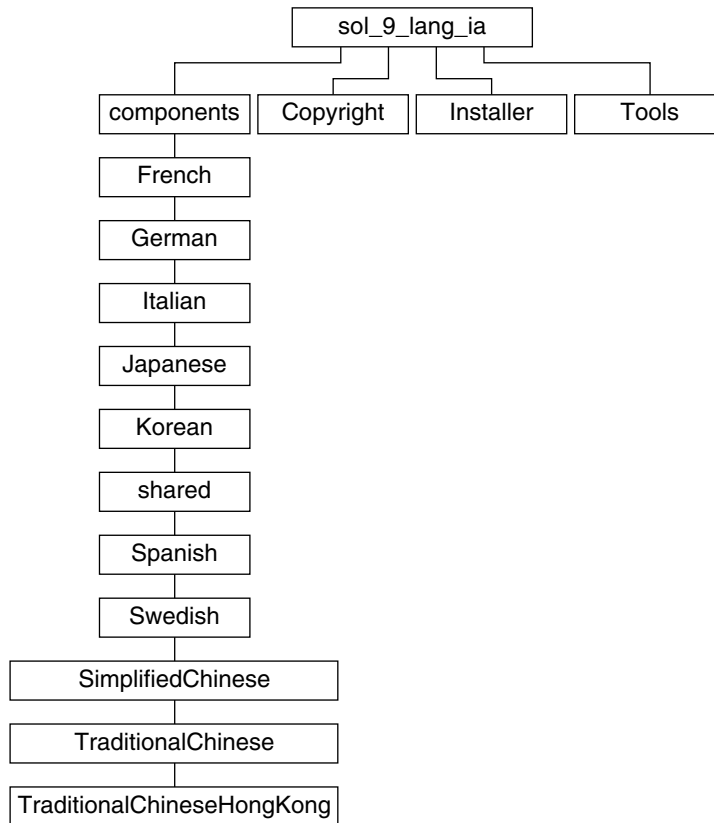 sol_9_lang_ia
components
Copyright
Installer
Tools
French
German
Italian
Japanese
Korean
shared
Spanish
Swedish
SimplifiedChinese
TraditionalChinese
TraditionalChineseHongKong